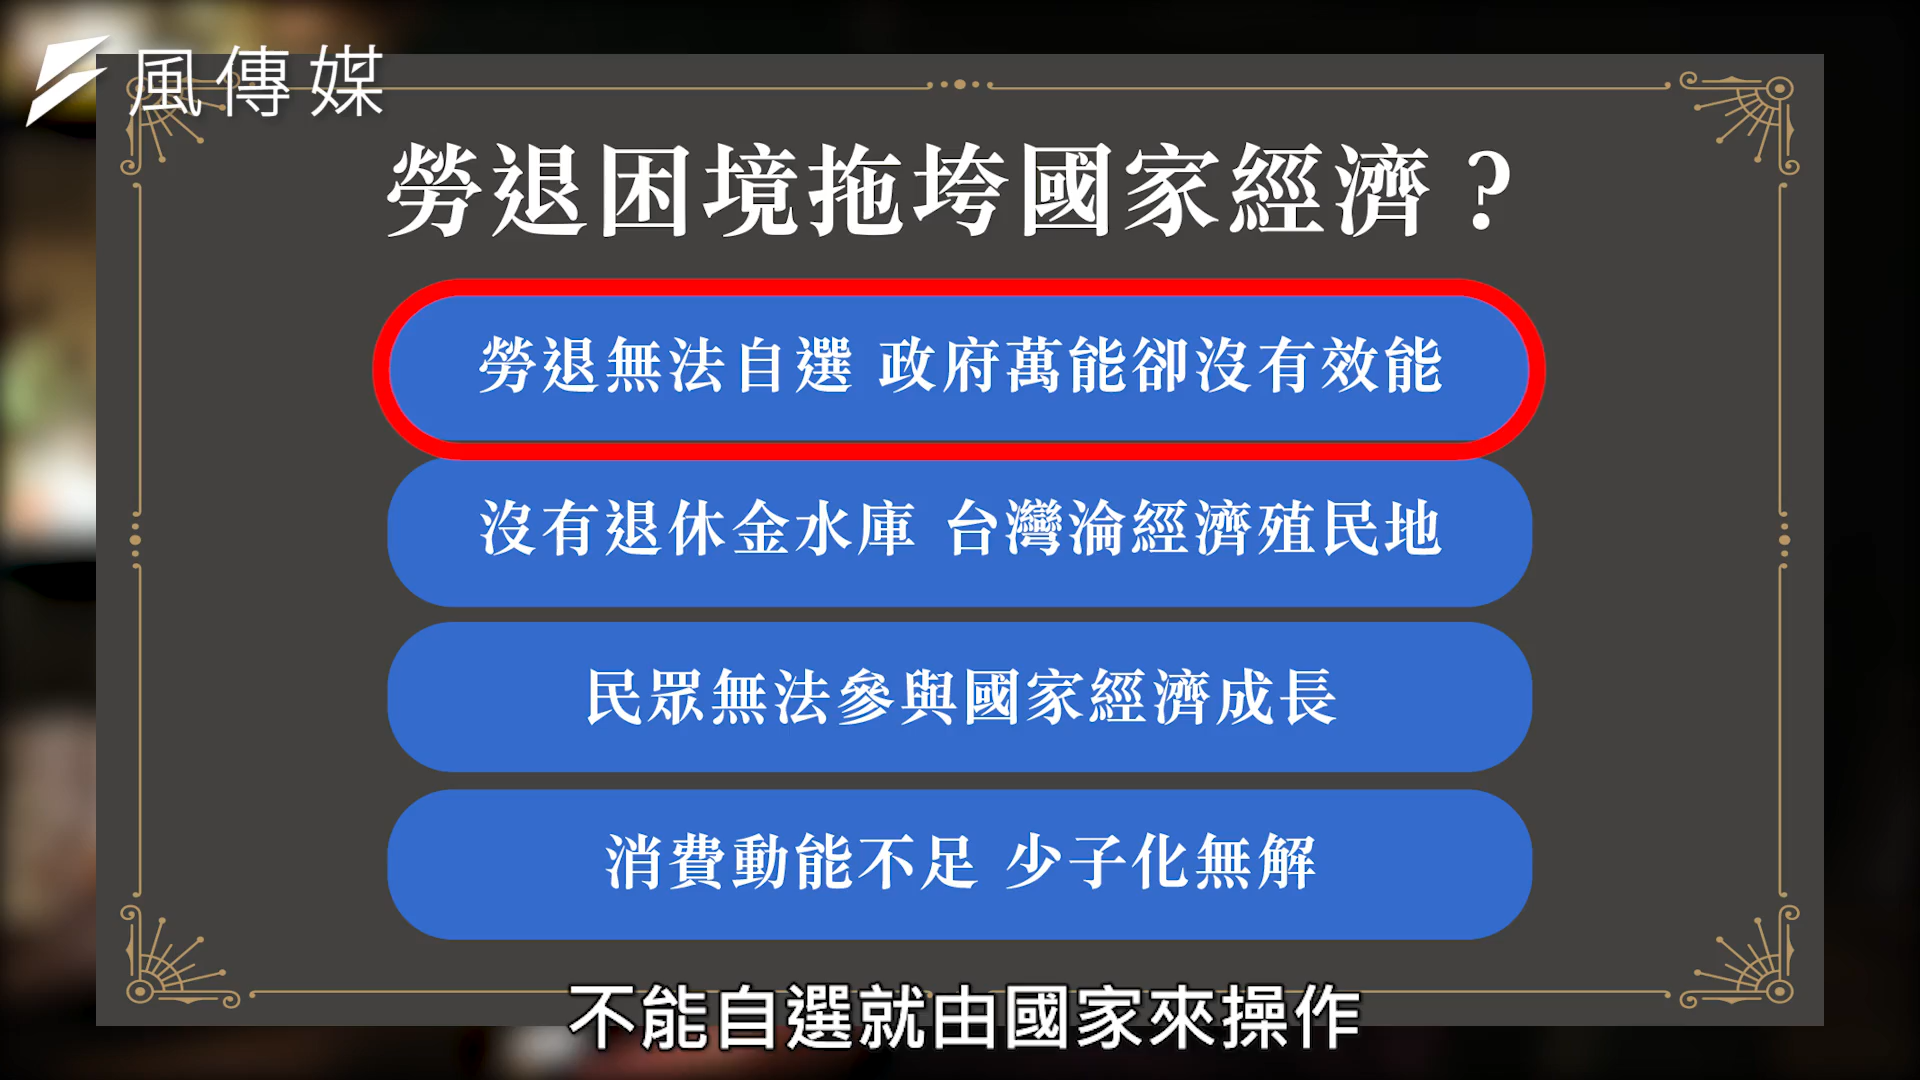 風傳媒
勞退困境拖垮國家經濟?
勞退無法自選 政府萬能卻沒有效能
沒有退休金水庫 台灣淪經濟殖民地
民眾無法參與國家經濟成長
消費動能不足 少子化無解
不能自選就由國家來操作